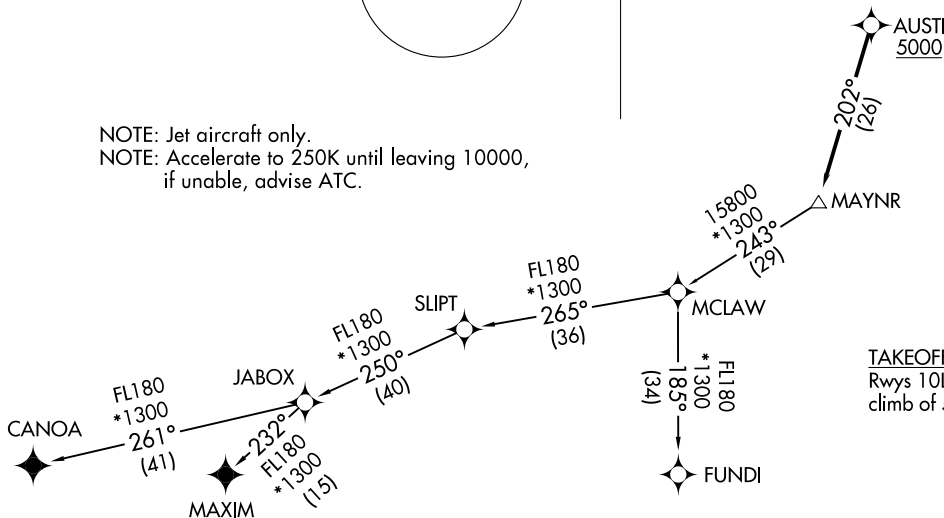 AUSTI
5000
202°
(26)
NOTE: Jet aircraft only.
NOTE: Accelerate to 250K until leaving 10000,
if unable, advise ATC.
MAYNR
15800
*1300
243°
(29)
MCLAW
FL180
*1300
265°
(36)
SLIPT
FL180
*1300
250°
(40)
JABOX
FL180
*1300
261°
(41)
CANOA
232°
FL180
*1300
(15)
MAXIM
FL180
*1300
185°
(34)
FUNDI
TAKEOFF
Rwys 10
climb of